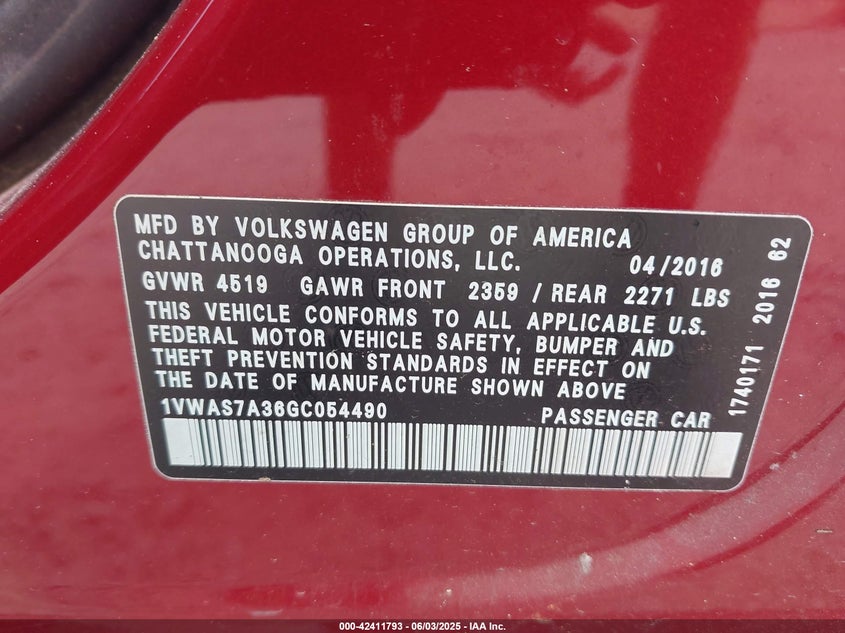 MFD BY VOLKSWAGEN GROUP OF AMERICA
CHATTANOOGA OPERATIONS, LLC. 04/2016
GVWR 4519 GAWR FRONT 2359 / REAR 2271 LBS
THIS VEHICLE CONFORMS TO ALL APPLICABLE U.S.
FEDERAL MOTOR VEHICLE SAFETY, BUMPER AND
THEFT PREVENTION STANDARDS IN EFFECT ON
THE DATE OF MANUFACTURE SHOWN ABOVE
1VWAS7A36GC054490 PASSENGER CAR
1740171 2016 62
000-42411793 - 06/03/2025 - IAA Inc.